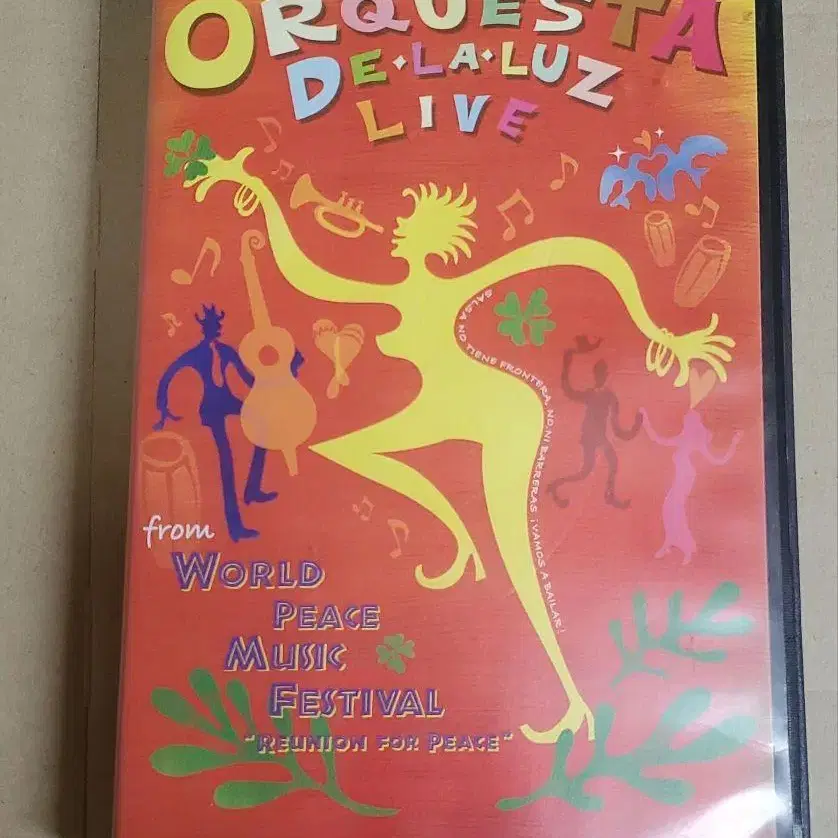 ORQUESTA
DE•LA•LUZ
LIVE
SALSA NO TIENE FRONTERA, NO, NI BARRERAS ¡VAMOS A BAILAR!
from
WORLD
PEACE
MUSIC
FESTIVAL
"REUNION FOR PEACE"